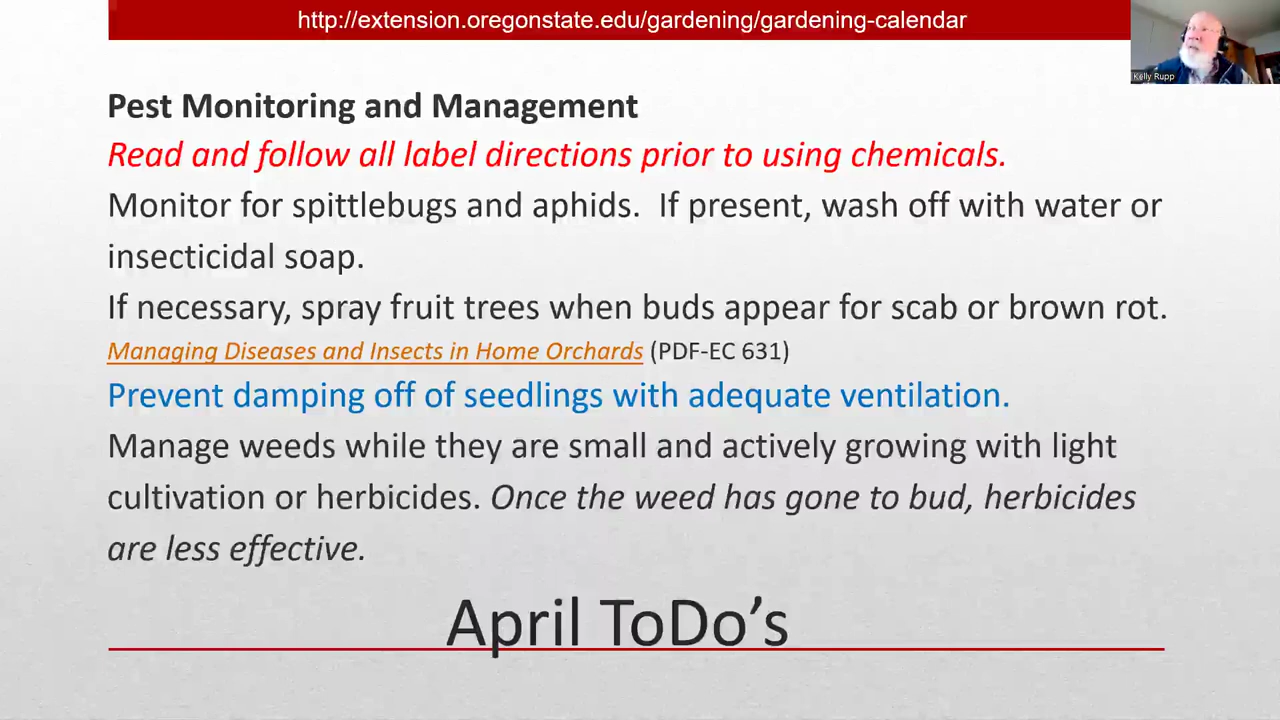 http://extension.oregonstate.edu/gardening/gardening-calendar
Kelly Rupp
Pest Monitoring and Management
Read and follow all label directions prior to using chemicals.
Monitor for spittlebugs and aphids.  If present, wash off with water or
insecticidal soap.
If necessary, spray fruit trees when buds appear for scab or brown rot.
Managing Diseases and Insects in Home Orchards (PDF-EC 631)
Prevent damping off of seedlings with adequate ventilation.
Manage weeds while they are small and actively growing with light
cultivation or herbicides. Once the weed has gone to bud, herbicides
are less effective.
April ToDo’s